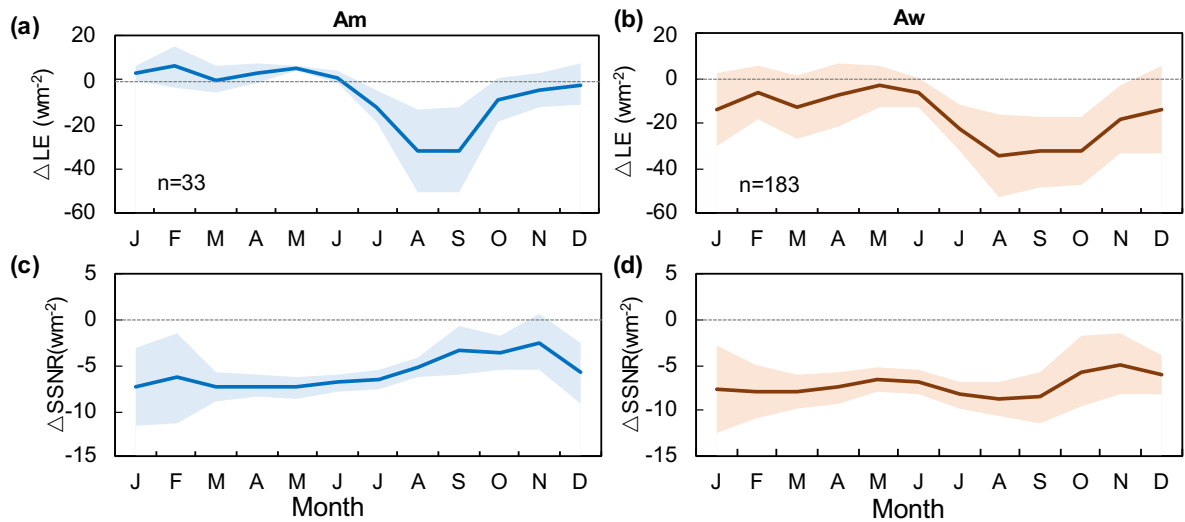 (a) Am
20
0
-20
-40
-60
△LE (wm-2)
n=33
J F M A M J J A S O N D
(b) Aw
20
0
-20
-40
-60
△LE (wm-2)
n=183
J F M A M J J A S O N D
(c)
5
0
-5
-10
-15
△SSNR(wm-2)
J F M A M J J A S O N D
Month
(d)
5
0
-5
-10
-15
△SSNR(wm-2)
J F M A M J J A S O N D
Month